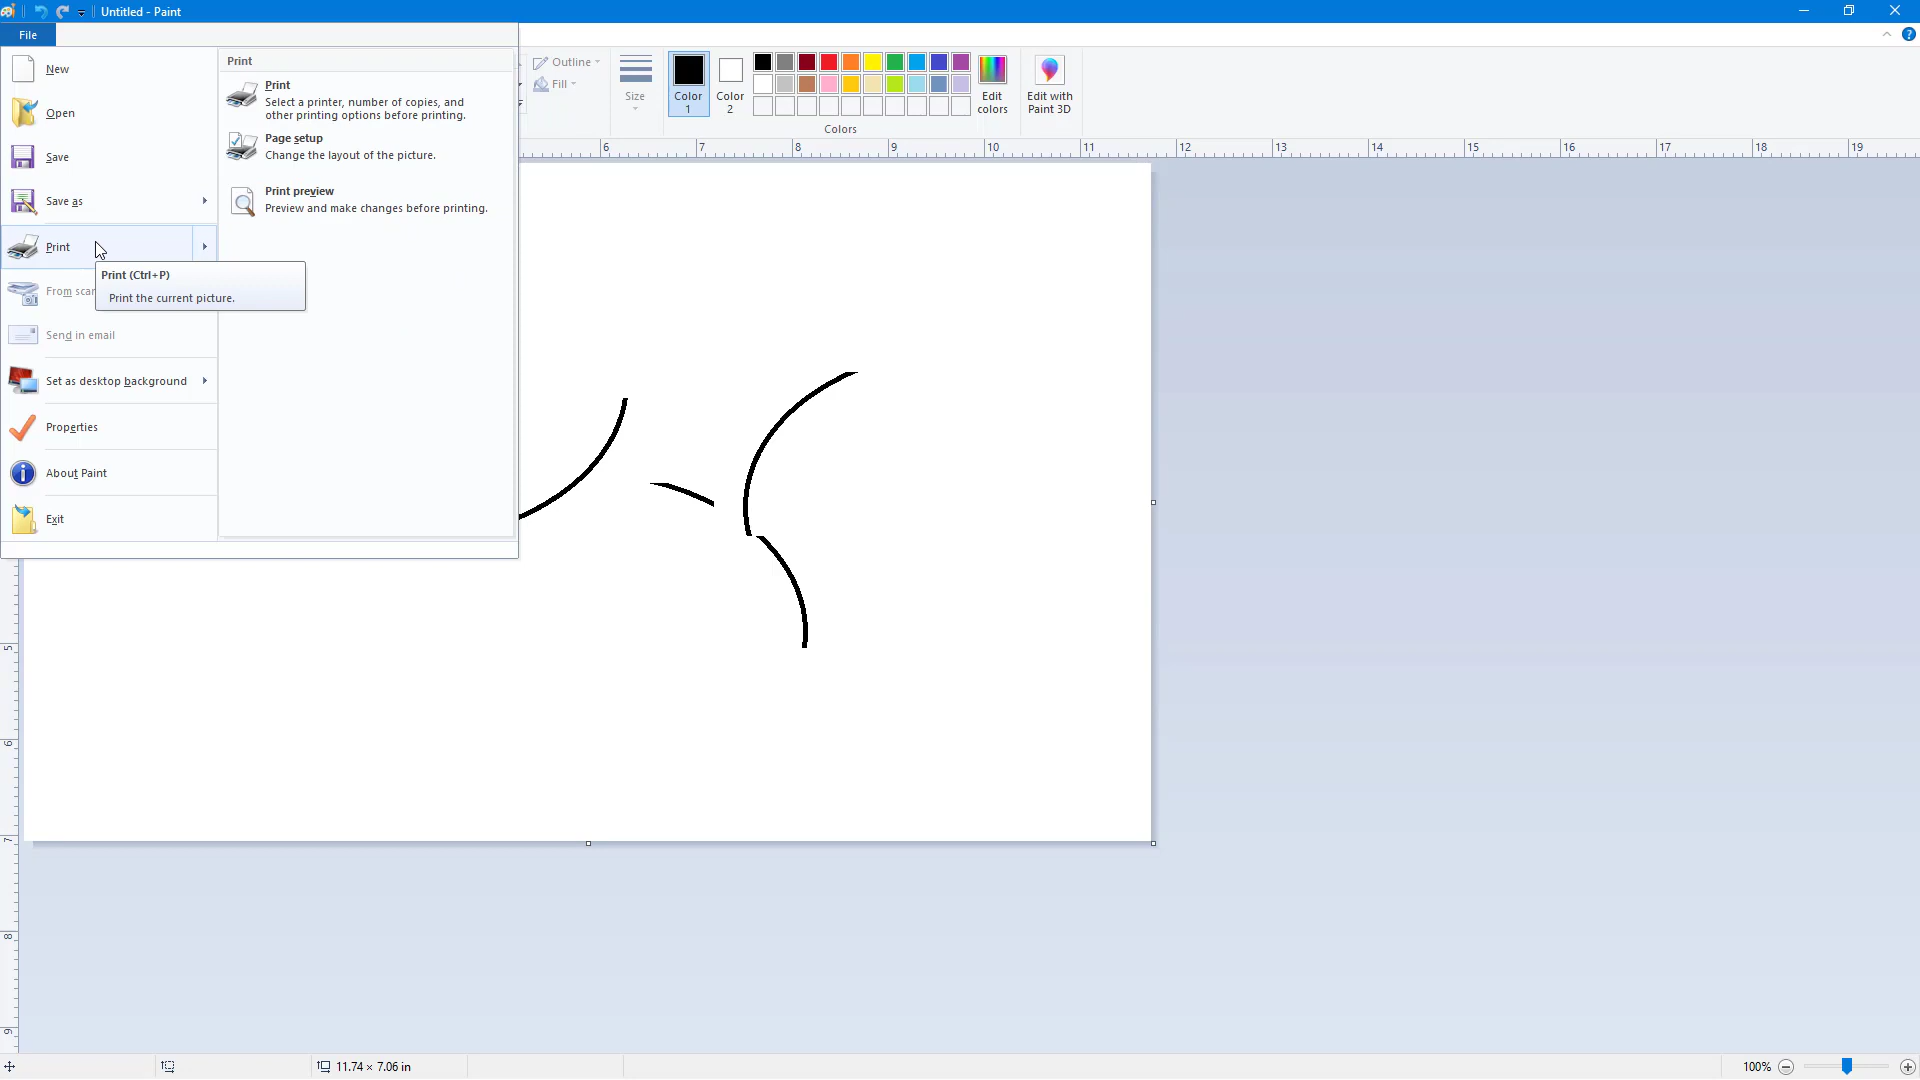 Untitled - Paint
File
New
Open
Save
Save as
Print
From scan
Send in email
Set as desktop background
Properties
About Paint
Exit
Print
Print
Select a printer, number of copies, and
other printing options before printing.
Page setup
Change the layout of the picture.
Print preview
Preview and make changes before printing.
Print (Ctrl+P)
Print the current picture.
Outline
Fill
Size
Color
1
Color
2
Edit
colors
Edit with
Paint 3D
Colors
6 7 8 9 10 11 12 13 14 15 16 17 18 19
5
6
7
8
9
11.74 × 7.06 in
100%